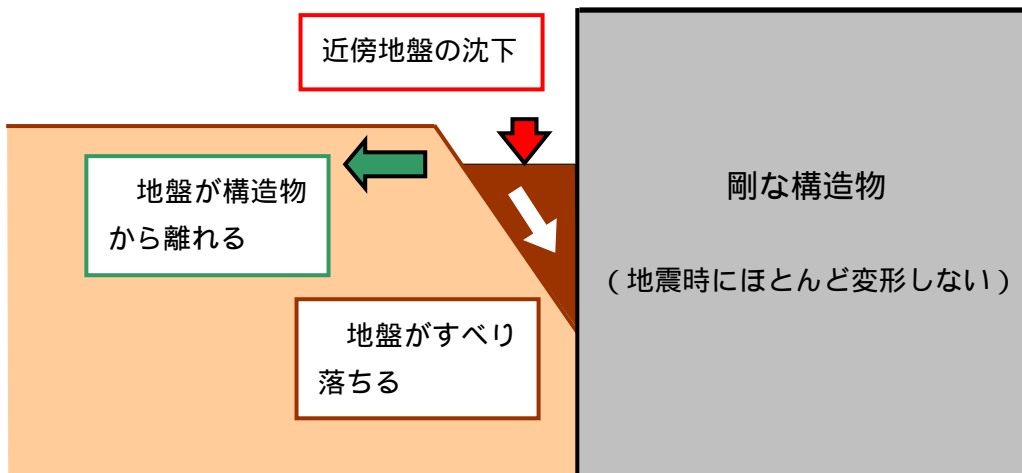 近傍地盤の沈下
地盤が構造物
から離れる
地盤がすべり
落ちる
剛な構造物
（地震時にほとんど変形しない）